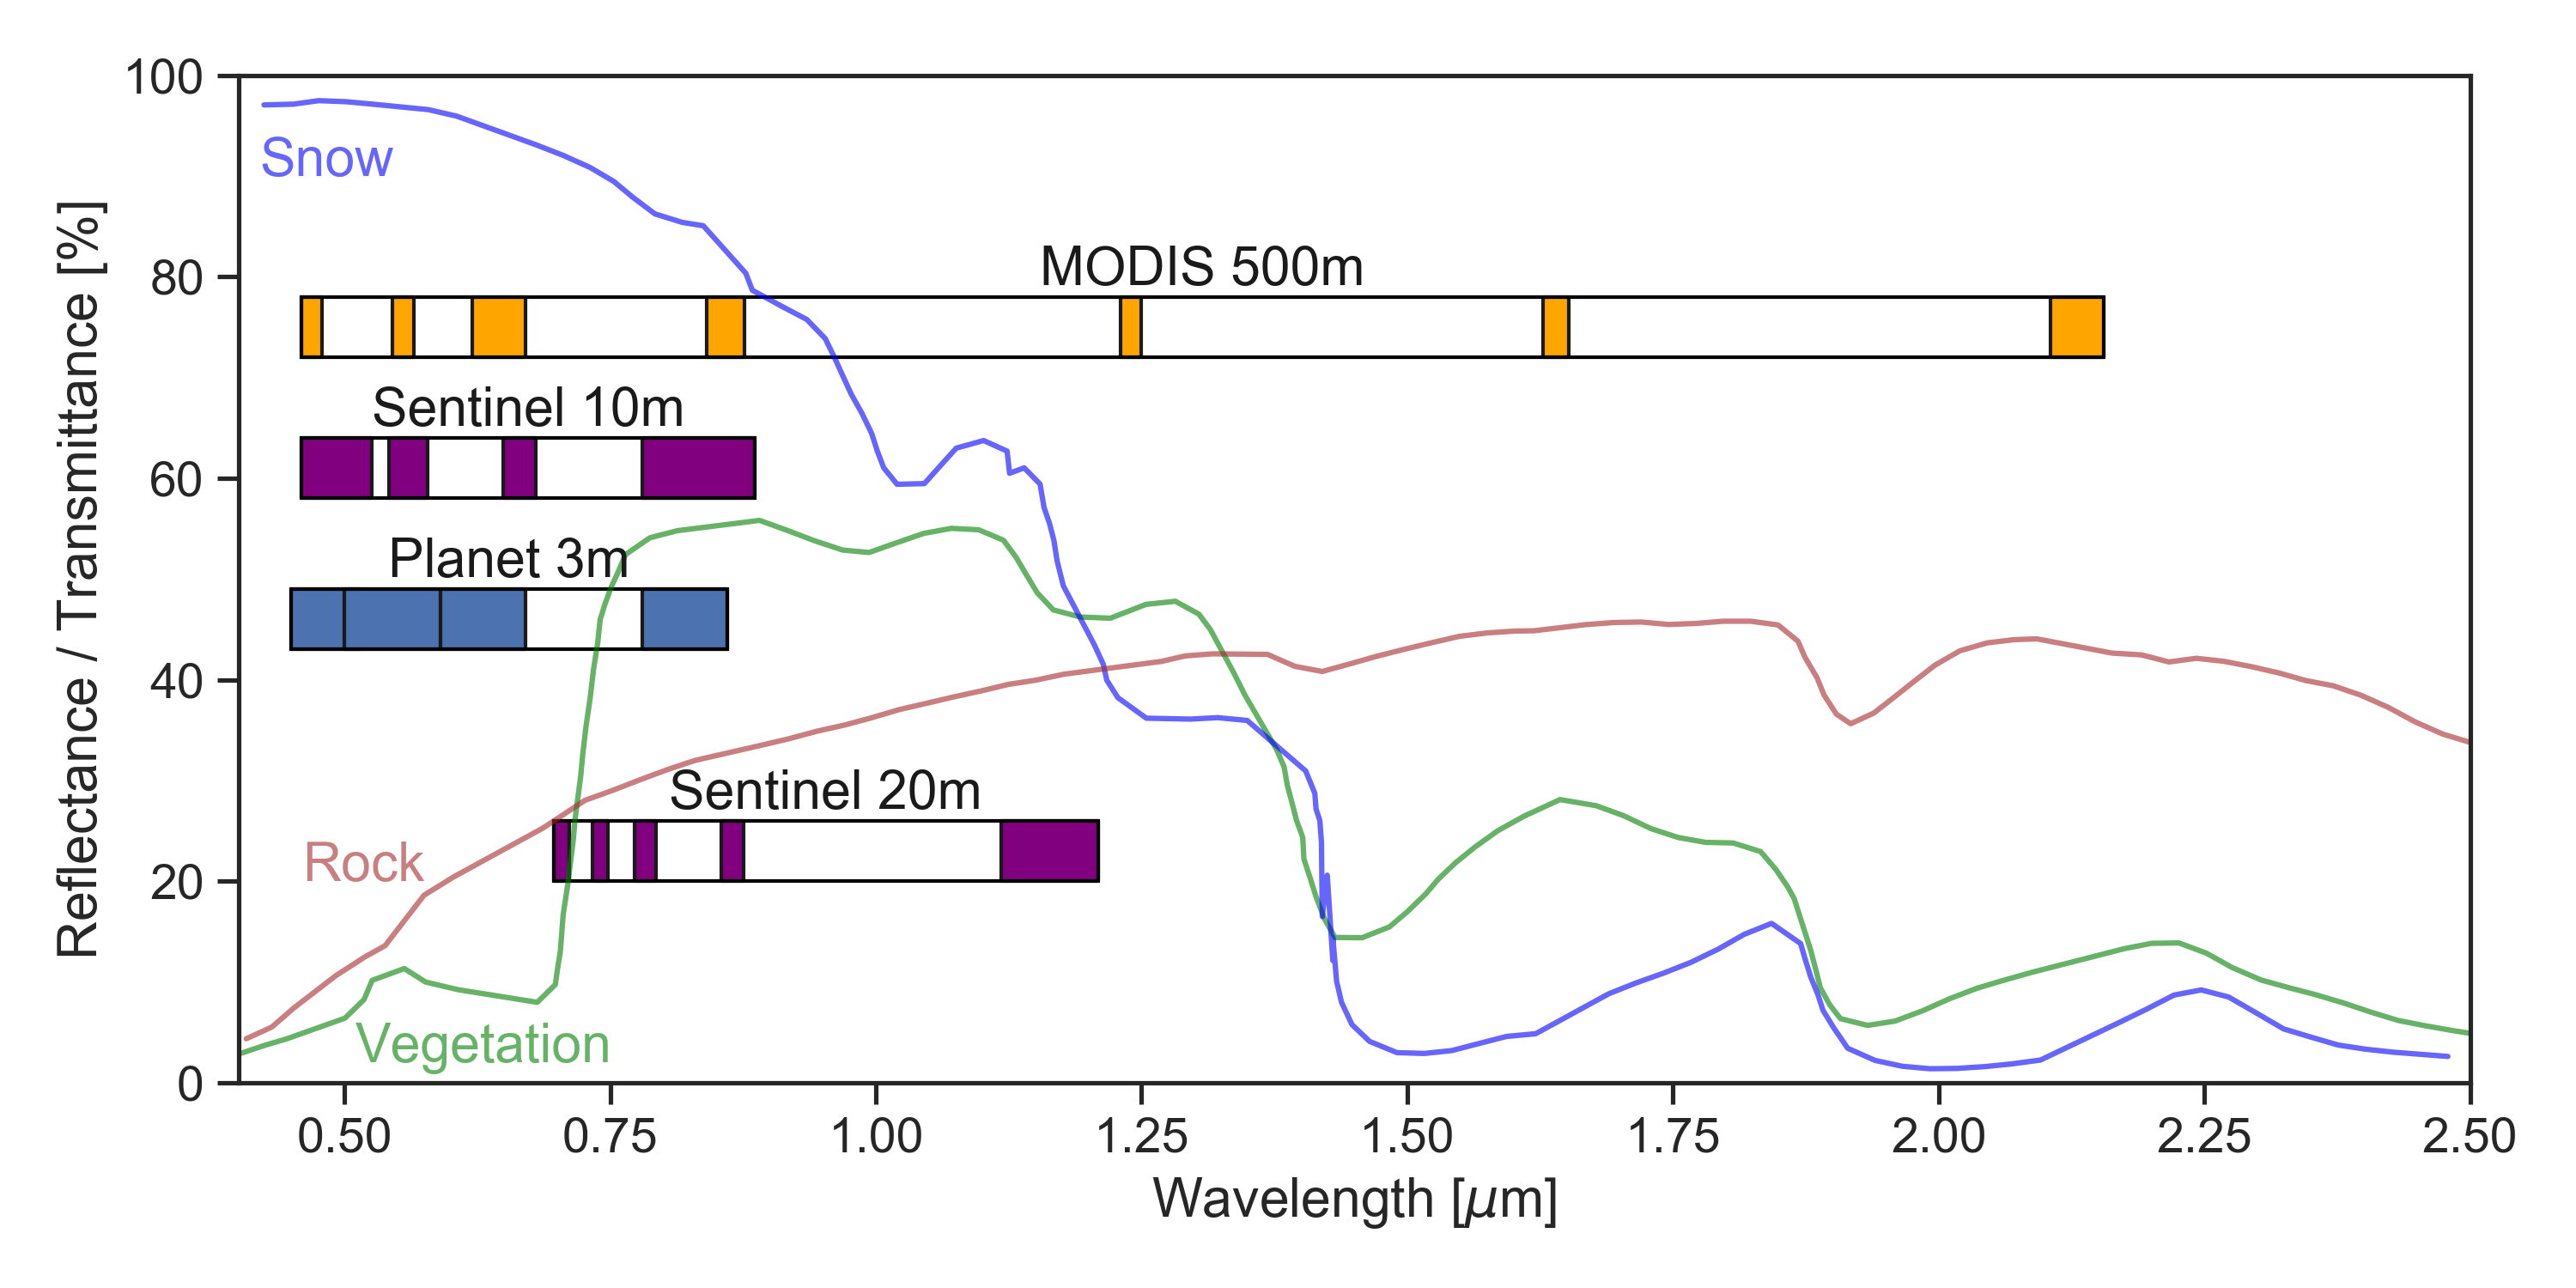 Reflectance / Transmittance [%]
100
80
60
40
20
0
Snow
MODIS 500m
Sentinel 10m
Planet 3m
Sentinel 20m
Rock
Vegetation
0.50 0.75 1.00 1.25 1.50 1.75 2.00 2.25 2.50
Wavelength [μm]